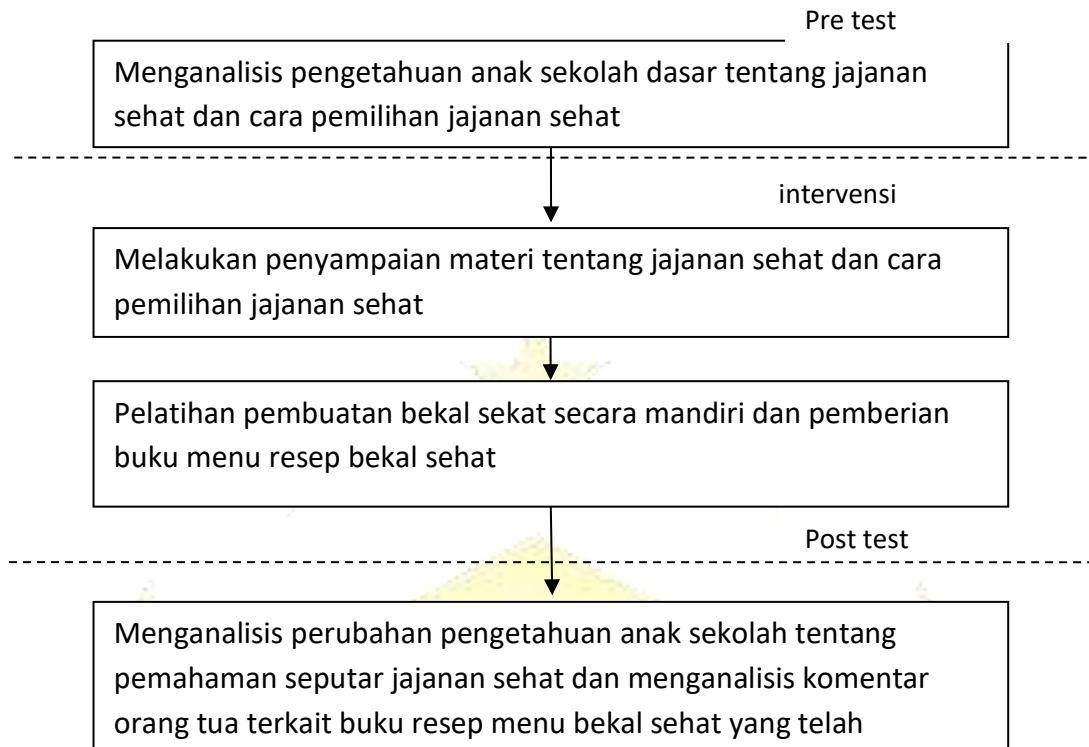 Pre test
Menganalisis pengetahuan anak sekolah dasar tentang jajanan
sehat dan cara pemilihan jajanan sehat
intervensi
Melakukan penyampaian materi tentang jajanan sehat dan cara
pemilihan jajanan sehat
Pelatihan pembuatan bekal sekat secara mandiri dan pemberian
buku menu resep bekal sehat
Post test
Menganalisis perubahan pengetahuan anak sekolah tentang
pemahaman seputar jajanan sehat dan menganalisis komentar
orang tua terkait buku resep menu bekal sehat yang telah